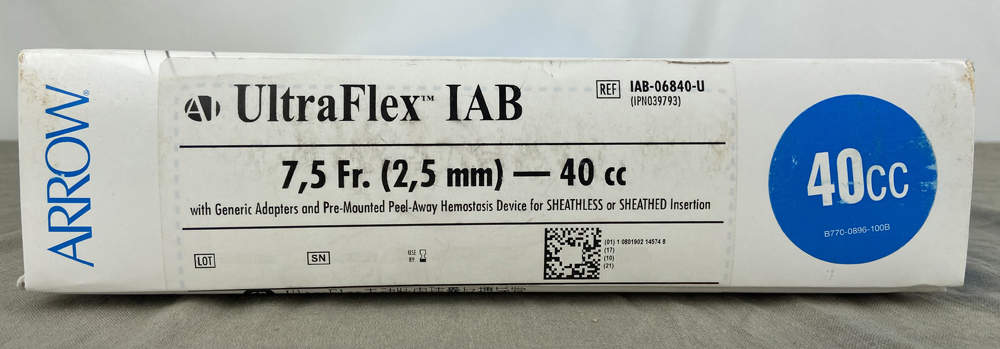 ARROW®
UltraFlex™ IAB
REF IAB-06840-U
(IPN039793)
7,5 Fr. (2,5 mm) — 40 cc
with Generic Adapters and Pre-Mounted Peel-Away Hemostasis Device for SHEATHLESS or SHEATHED Insertion
LOT
SN
USE
BY:
(01) 1 0801902 14574 8
(17)
(10)
(21)
UltraFlex
40cc
B770-0896-100B